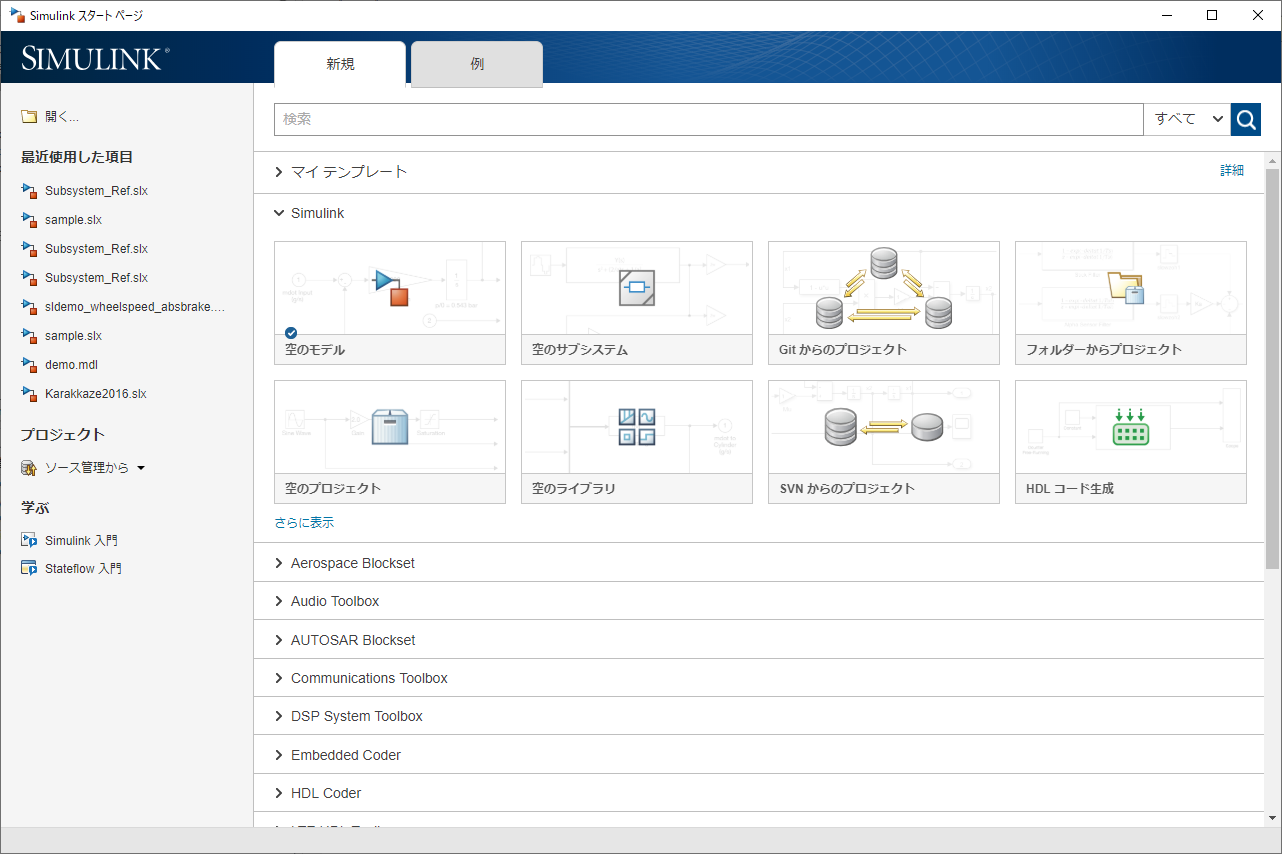 Simulink スタート ページ
SIMULINK®
新規
例
開く...
最近使用した項目
Subsystem_Ref.slx
sample.slx
Subsystem_Ref.slx
Subsystem_Ref.slx
sldemo_wheelspeed_absbrake....
sample.slx
demo.mdl
Karakkaze2016.slx
プロジェクト
ソース管理から
学ぶ
Simulink 入門
Stateflow 入門
検索
すべて
マイ テンプレート
詳細
Simulink
空のモデル
空のサブシステム
Git からのプロジェクト
フォルダーからプロジェクト
空のプロジェクト
空のライブラリ
SVN からのプロジェクト
HDL コード生成
さらに表示
Aerospace Blockset
Audio Toolbox
AUTOSAR Blockset
Communications Toolbox
DSP System Toolbox
Embedded Coder
HDL Coder